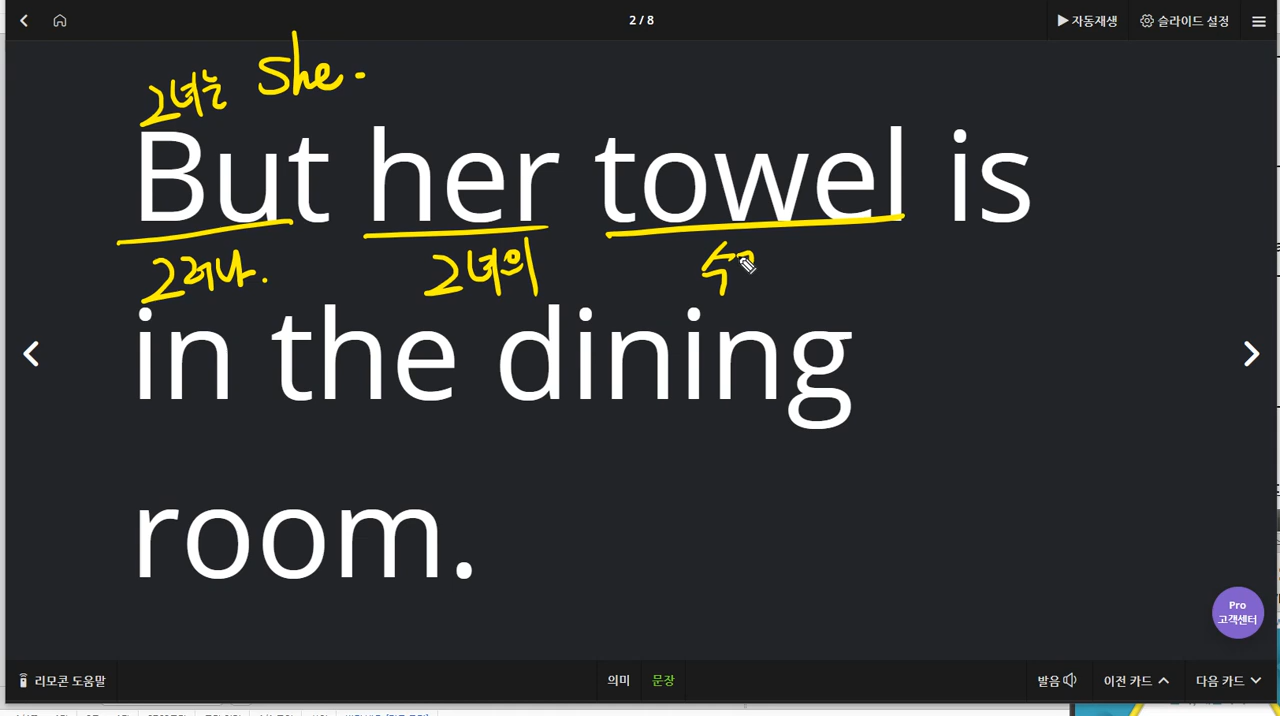 2 / 8
자동재생
슬라이드 설정
그녀는 She.
But her towel is
그러나. 그녀의 수
in the dining
room.
Pro
고객센터
리모콘 도움말
의미
문장
발음
이전 카드
다음 카드